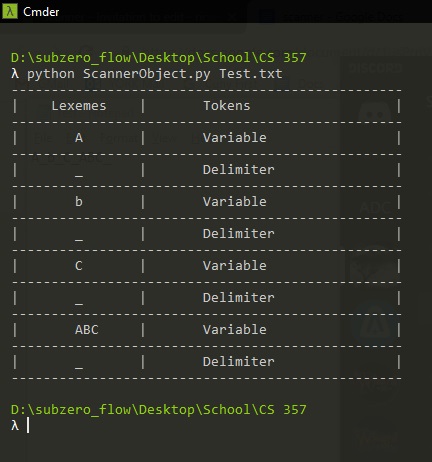 Cmder
D:\subzero_flow\Desktop\School\CS 357
λ python ScannerObject.py Test.txt
-------------------------------------------------
| Lexemes | Tokens |
-------------------------------------------------
| A | Variable |
-------------------------------------------------
| _ | Delimiter |
-------------------------------------------------
| b | Variable |
-------------------------------------------------
| _ | Delimiter |
-------------------------------------------------
| C | Variable |
-------------------------------------------------
| _ | Delimiter |
-------------------------------------------------
| ABC | Variable |
-------------------------------------------------
| _ | Delimiter |
-------------------------------------------------
D:\subzero_flow\Desktop\School\CS 357
λ